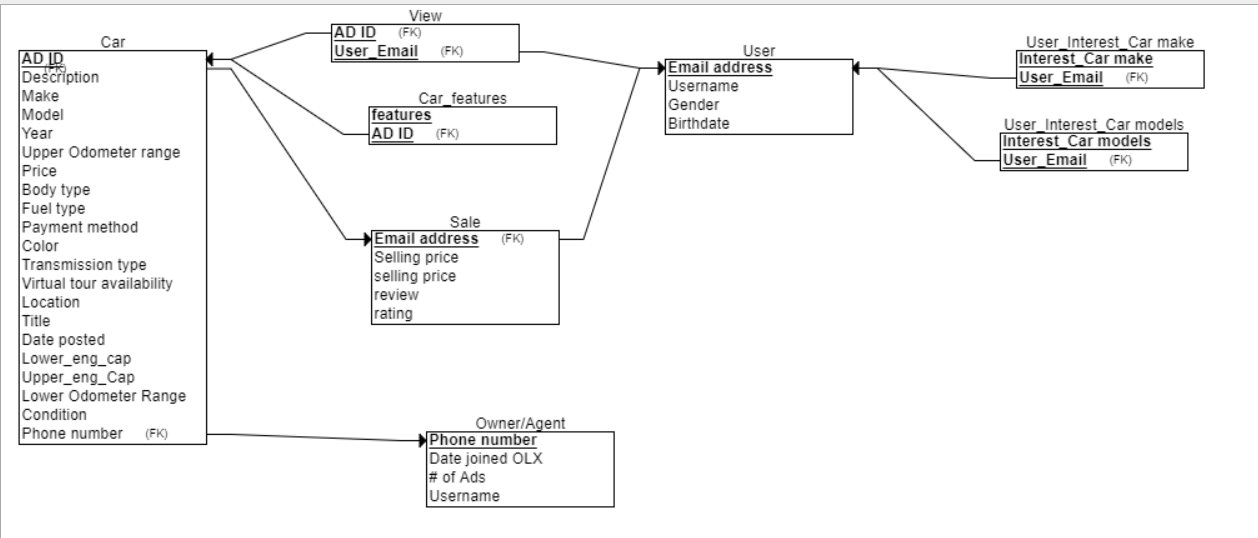 Car
AD ID
(FK)
Description
Make
Model
Year
Upper Odometer range
Price
Body type
Fuel type
Payment method
Color
Transmission type
Virtual tour availability
Location
Title
Date posted
Lower_eng_cap
Upper_eng_Cap
Lower Odometer Range
Condition
Phone number (FK)
View
AD ID (FK)
User_Email (FK)
Car_features
features
AD ID (FK)
Sale
Email address (FK)
Selling price
selling price
review
rating
Owner/Agent
Phone number
Date joined OLX
# of Ads
Username
User
Email address
Username
Gender
Birthdate
User_Interest_Car make
Interest_Car make
User_Email (FK)
User_Interest_Car models
Interest_Car models
User_Email (FK)